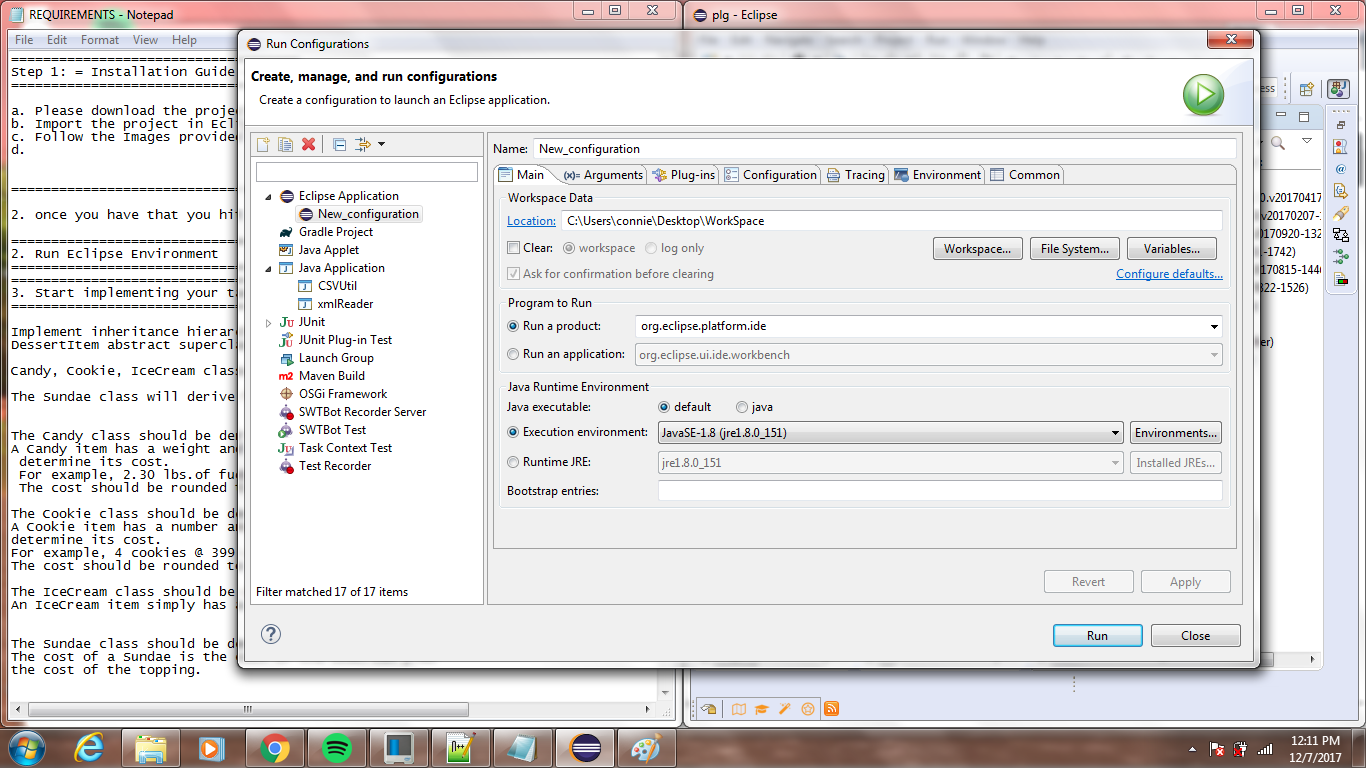 REQUIREMENTS - Notepad
File Edit Format View Help
Step 1: = Installation Guide
a. Please download the proje
b. Import the project in Ecl
c. Follow the Images provide
d.
2. once you have that you hi
2. Run Eclipse Environment
3. Start implementing your t
Implement inheritance hierar
DessertItem abstract supercl
Candy, Cookie, IceCream clas
The Sundae class will derive
The Candy class should be de
A Candy item has a weight an
determine its cost.
For example, 2.30 lbs.of fu
The cost should be rounded t
The Cookie class should be d
A Cookie item has a number a
determine its cost.
For example, 4 cookies @ 399
The cost should be rounded t
The IceCream class should be
An IceCream item simply has
The Sundae class should be d
The cost of a Sundae is the
the cost of the topping.
plg - Eclipse
ess
0.v20170417
v20170207-
0170920-132
1-1742)
0170815-144
322-1526)
er)
Run Configurations
Create, manage, and run configurations
Create a configuration to launch an Eclipse application.
Eclipse Application
New_configuration
Gradle Project
Java Applet
Java Application
CSVUtil
xmlReader
JUnit
JUnit Plug-in Test
Launch Group
m2 Maven Build
OSGi Framework
SWTBot Recorder Server
SWTBot Test
Task Context Test
Test Recorder
Filter matched 17 of 17 items
Name: New_configuration
Main (x)= Arguments Plug-ins Configuration Tracing Environment Common
Workspace Data
Location: C:\Users\connie\Desktop\WorkSpace
Clear: workspace log only Workspace... File System... Variables...
Ask for confirmation before clearing Configure defaults...
Program to Run
Run a product: org.eclipse.platform.ide
Run an application: org.eclipse.ui.ide.workbench
Java Runtime Environment
Java executable: default java
Execution environment: JavaSE-1.8 (jre1.8.0_151) Environments...
Runtime JRE: jre1.8.0_151 Installed JREs...
Bootstrap entries:
Revert Apply
Run Close
12:11 PM
12/7/2017